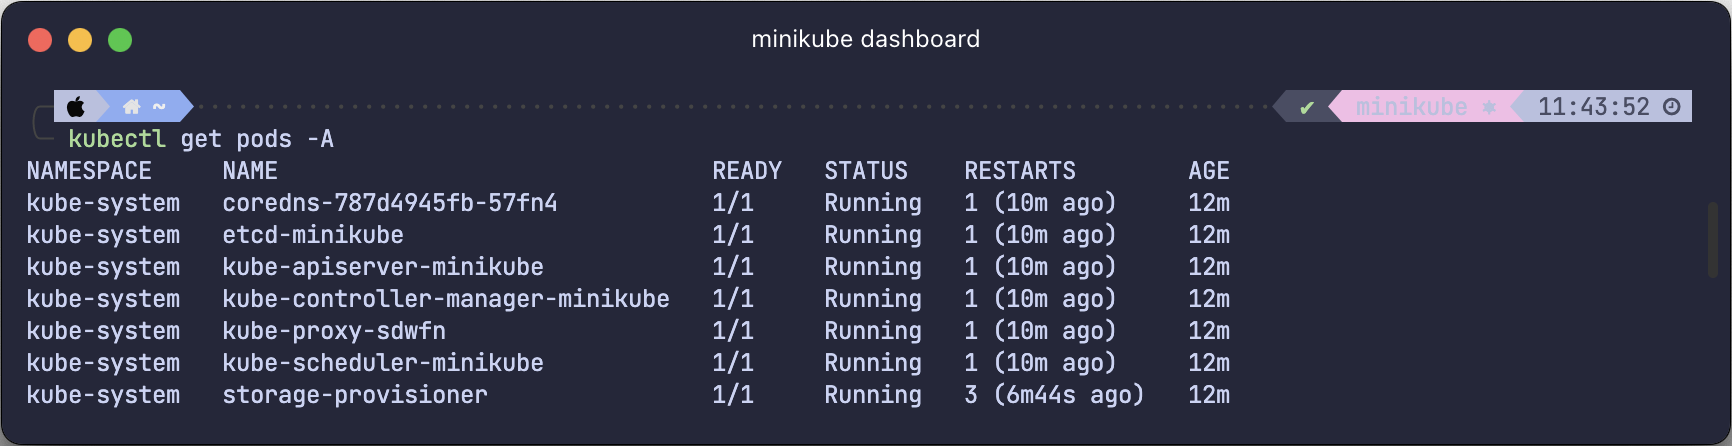 minikube dashboard
~ ✔ minikube 11:43:52
kubectl get pods -A
NAMESPACE NAME READY STATUS RESTARTS AGE
kube-system coredns-787d4945fb-57fn4 1/1 Running 1 (10m ago) 12m
kube-system etcd-minikube 1/1 Running 1 (10m ago) 12m
kube-system kube-apiserver-minikube 1/1 Running 1 (10m ago) 12m
kube-system kube-controller-manager-minikube 1/1 Running 1 (10m ago) 12m
kube-system kube-proxy-sdwfn 1/1 Running 1 (10m ago) 12m
kube-system kube-scheduler-minikube 1/1 Running 1 (10m ago) 12m
kube-system storage-provisioner 1/1 Running 3 (6m44s ago) 12m